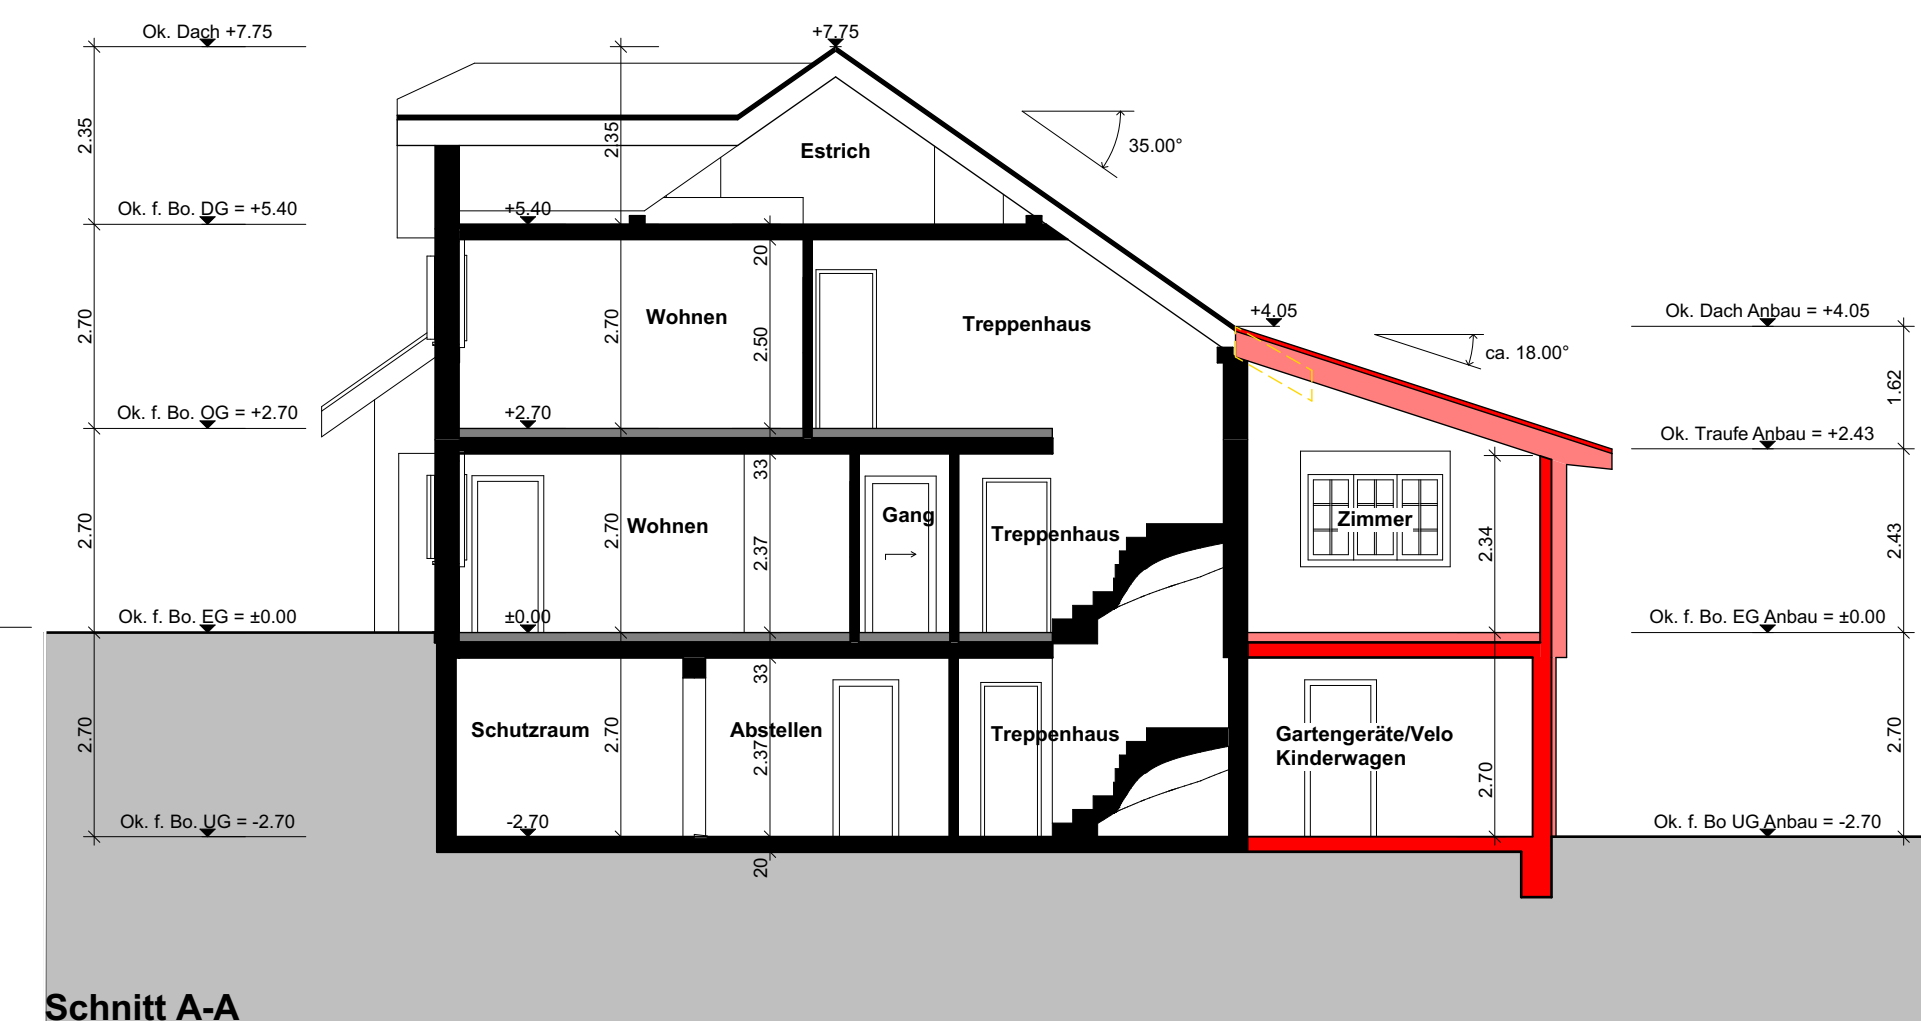 Ok. Dach +7.75
+7.75
2.35
2.35
Estrich
35.00°
Ok. f. Bo. DG = +5.40
+5.40
20
2.70
2.70
2.50
Wohnen
Treppenhaus
+4.05
Ok. Dach Anbau = +4.05
ca. 18.00°
1.62
Ok. f. Bo. OG = +2.70
+2.70
Ok. Traufe Anbau = +2.43
33
2.70
2.70
2.37
Wohnen
Gang
Treppenhaus
Zimmer
2.34
2.43
Ok. f. Bo. EG = ±0.00
±0.00
Ok. f. Bo. EG Anbau = ±0.00
33
2.70
2.70
2.37
Schutzraum
Abstellen
Treppenhaus
Gartengeräte/Velo
Kinderwagen
2.70
2.70
Ok. f. Bo. UG = -2.70
-2.70
Ok. f. Bo UG Anbau = -2.70
20
Schnitt A-A